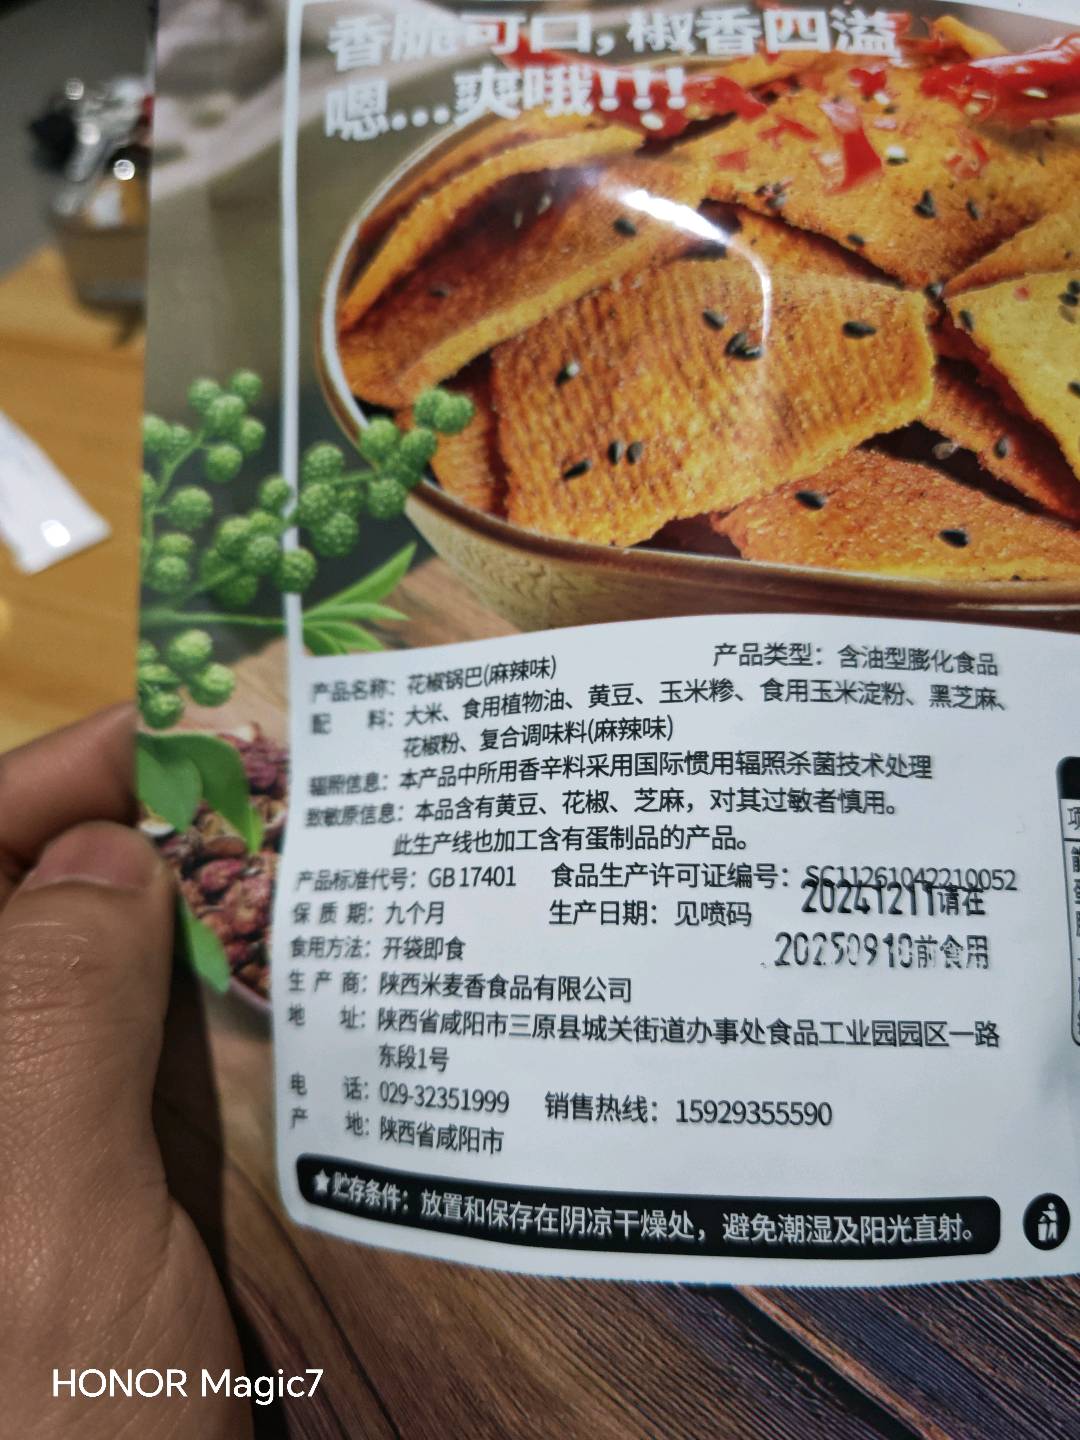 香脆可口，椒香四溢
嗯...爽哦!!!
产品名称：花椒锅巴(麻辣味) 产品类型：含油型膨化食品
配 料：大米、食用植物油、黄豆、玉米糁、食用玉米淀粉、黑芝麻、
花椒粉、复合调味料(麻辣味)
辐照信息：本产品中所用香辛料采用国际惯用辐照杀菌技术处理
致敏原信息：本品含有黄豆、花椒、芝麻，对其过敏者慎用。
此生产线也加工含有蛋制品的产品。
产品标准代号：GB 17401 食品生产许可证编号：SC11261042210052
保 质 期：九个月 生产日期：见喷码 20241211请在
食用方法：开袋即食 20250910前食用
生 产 商：陕西米麦香食品有限公司
地 址：陕西省咸阳市三原县城关街道办事处食品工业园园区一路
东段1号
电 话：029-32351999 销售热线：15929355590
产 地：陕西省咸阳市
★贮存条件：放置和保存在阴凉干燥处，避免潮湿及阳光直射。
HONOR Magic7